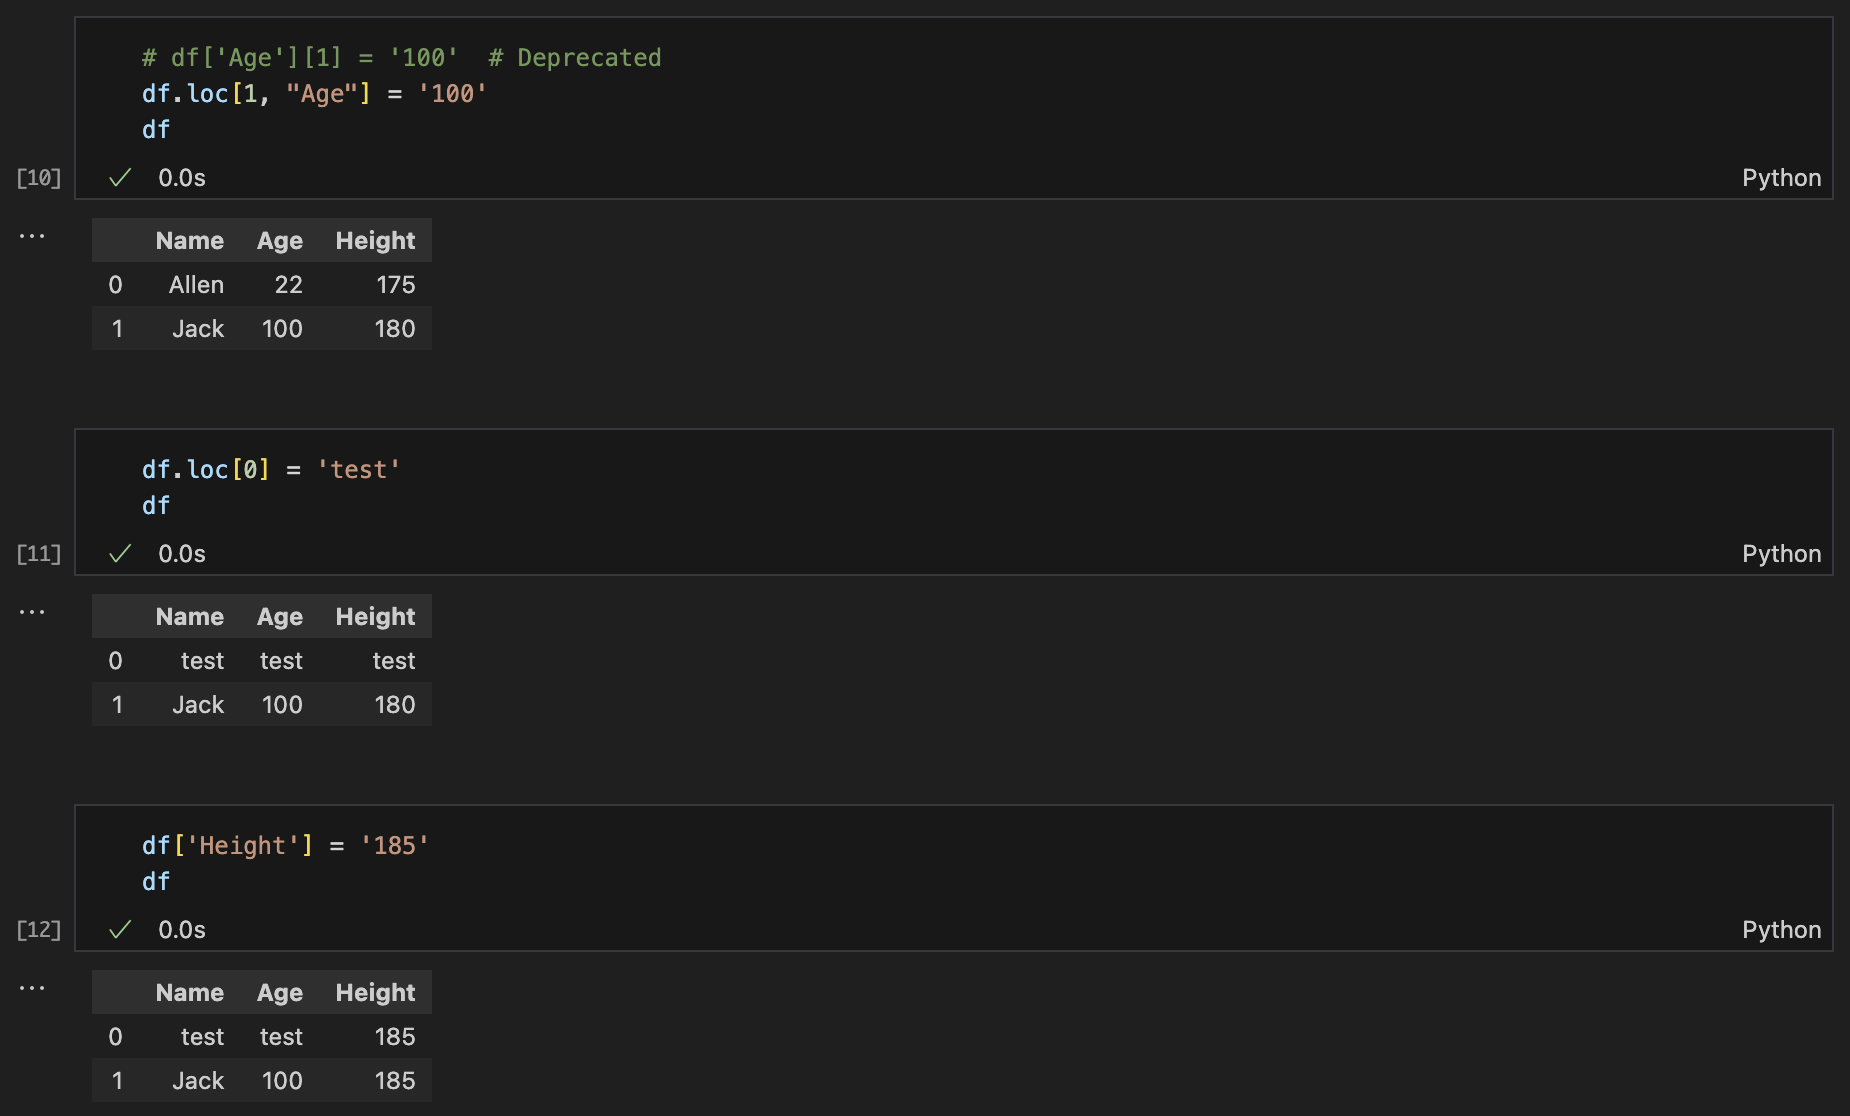 # df['Age'][1] = '100'  # Deprecated
df.loc[1, "Age"] = '100'
df
[10] ✓ 0.0s Python
... Name Age Height
0 Allen 22 175
1 Jack 100 180
df.loc[0] = 'test'
df
[11] ✓ 0.0s Python
... Name Age Height
0 test test test
1 Jack 100 180
df['Height'] = '185'
df
[12] ✓ 0.0s Python
... Name Age Height
0 test test 185
1 Jack 100 185